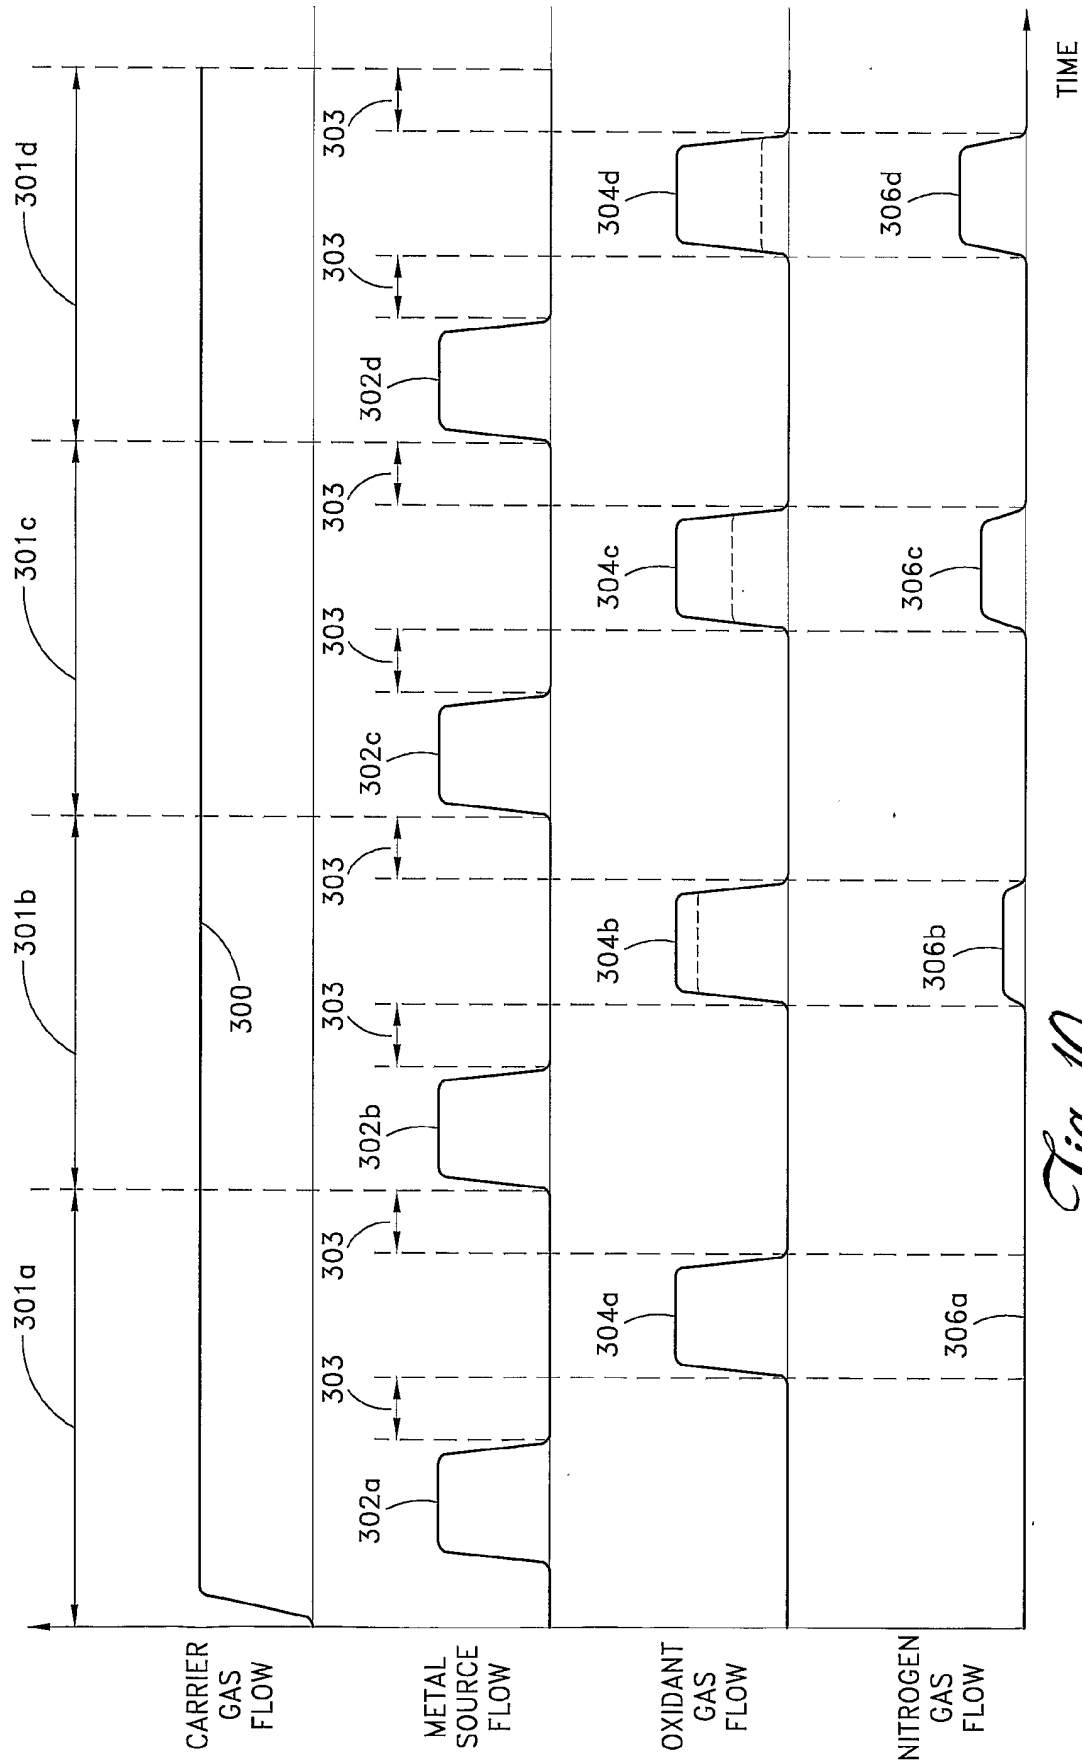 301a
301b
301c
301d
CARRIER
GAS
FLOW
300
METAL
SOURCE
FLOW
302a
303
303
302b
303
303
302c
303
303
302d
303
303
OXIDANT
GAS
FLOW
304a
304b
304c
304d
NITROGEN
GAS
FLOW
306a
306b
306c
306d
TIME
Fig. 10